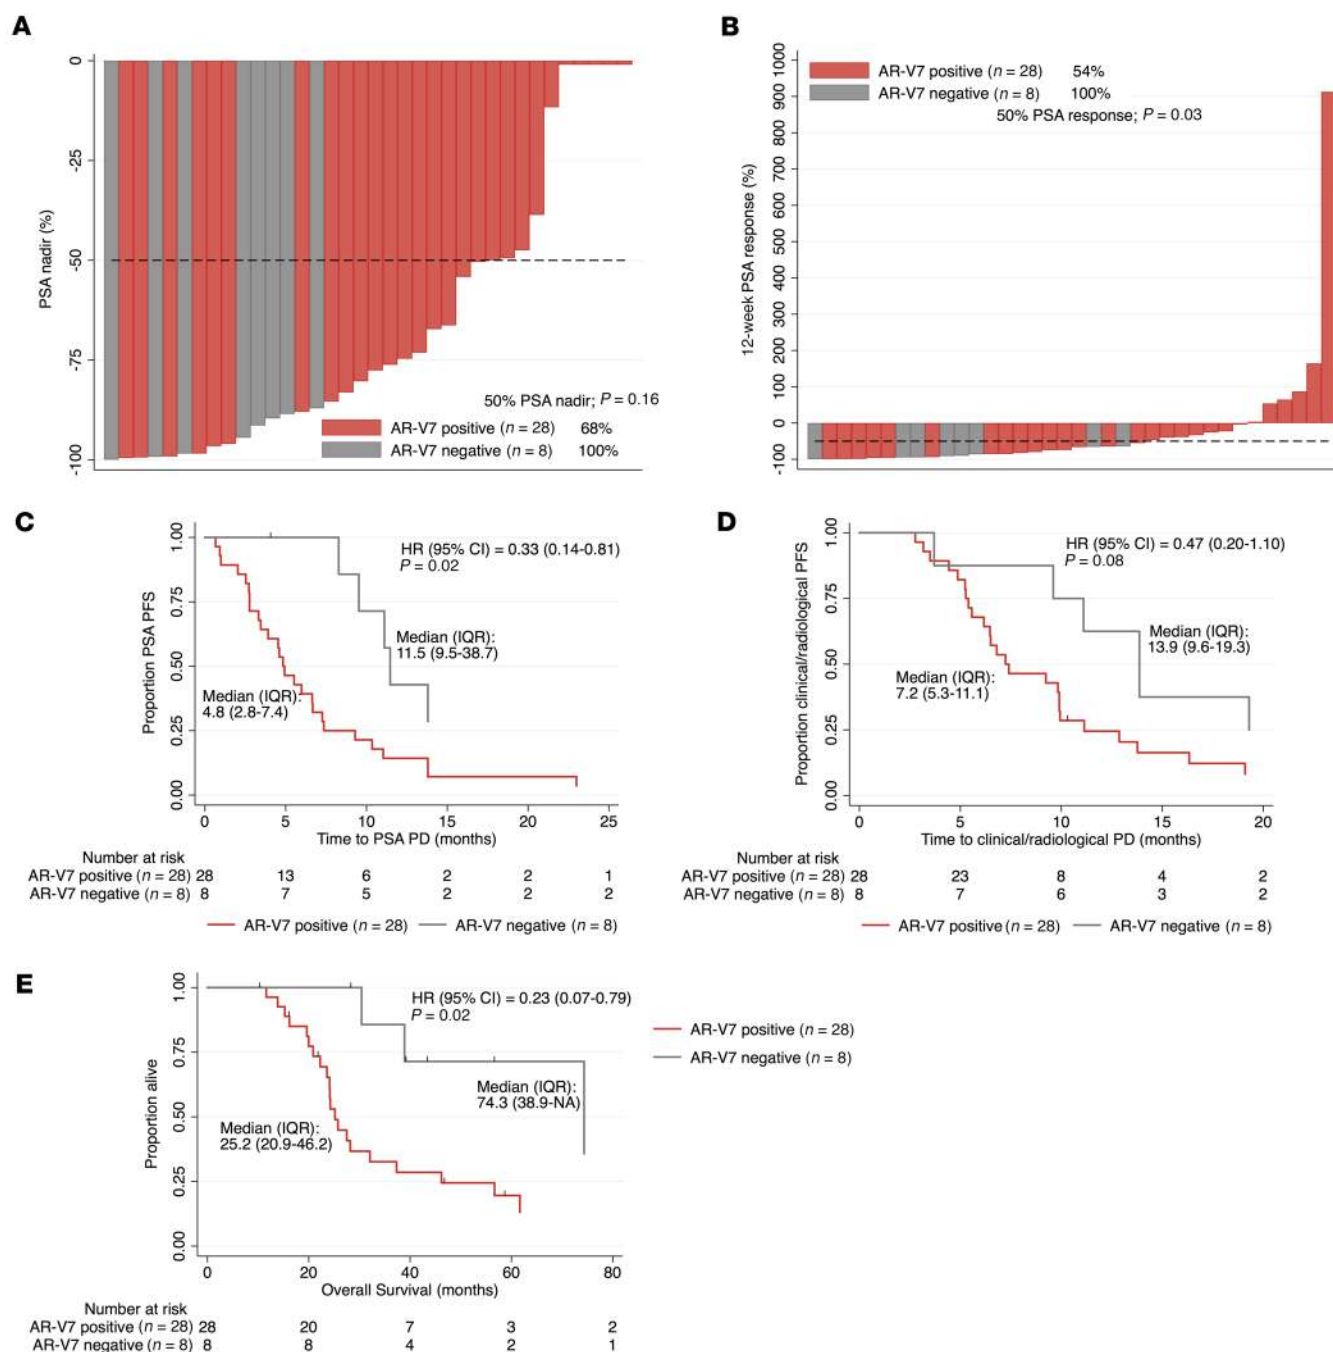 A
0
-25
-50
-75
-100
PSA nadir (%)
50% PSA nadir; P = 0.16
AR-V7 positive (n = 28) 68%
AR-V7 negative (n = 8) 100%
B
1000
900
800
700
600
500
400
300
200
100
0
-100
12-week PSA response (%)
AR-V7 positive (n = 28) 54%
AR-V7 negative (n = 8) 100%
50% PSA response; P = 0.03
C
1.00
0.75
0.50
0.25
0.00
Proportion PSA PFS
HR (95% CI) = 0.33 (0.14-0.81)
P = 0.02
Median (IQR):
11.5 (9.5-38.7)
Median (IQR):
4.8 (2.8-7.4)
0 5 10 15 20 25
Time to PSA PD (months)
Number at risk
AR-V7 positive (n = 28) 28 13 6 2 2 1
AR-V7 negative (n = 8) 8 7 5 2 2 2
AR-V7 positive (n = 28) AR-V7 negative (n = 8)
D
1.00
0.75
0.50
0.25
0.00
Proportion clinical/radiological PFS
HR (95% CI) = 0.47 (0.20-1.10)
P = 0.08
Median (IQR):
13.9 (9.6-19.3)
Median (IQR):
7.2 (5.3-11.1)
0 5 10 15 20
Time to clinical/radiological PD (months)
Number at risk
AR-V7 positive (n = 28) 28 23 8 4 2
AR-V7 negative (n = 8) 8 7 6 3 2
AR-V7 positive (n = 28) AR-V7 negative (n = 8)
E
1.00
0.75
0.50
0.25
0.00
Proportion alive
HR (95% CI) = 0.23 (0.07-0.79)
P = 0.02
Median (IQR):
74.3 (38.9-NA)
Median (IQR):
25.2 (20.9-46.2)
0 20 40 60 80
Overall Survival (months)
Number at risk
AR-V7 positive (n = 28) 28 20 7 3 2
AR-V7 negative (n = 8) 8 8 4 2 1
AR-V7 positive (n = 28)
AR-V7 negative (n = 8)